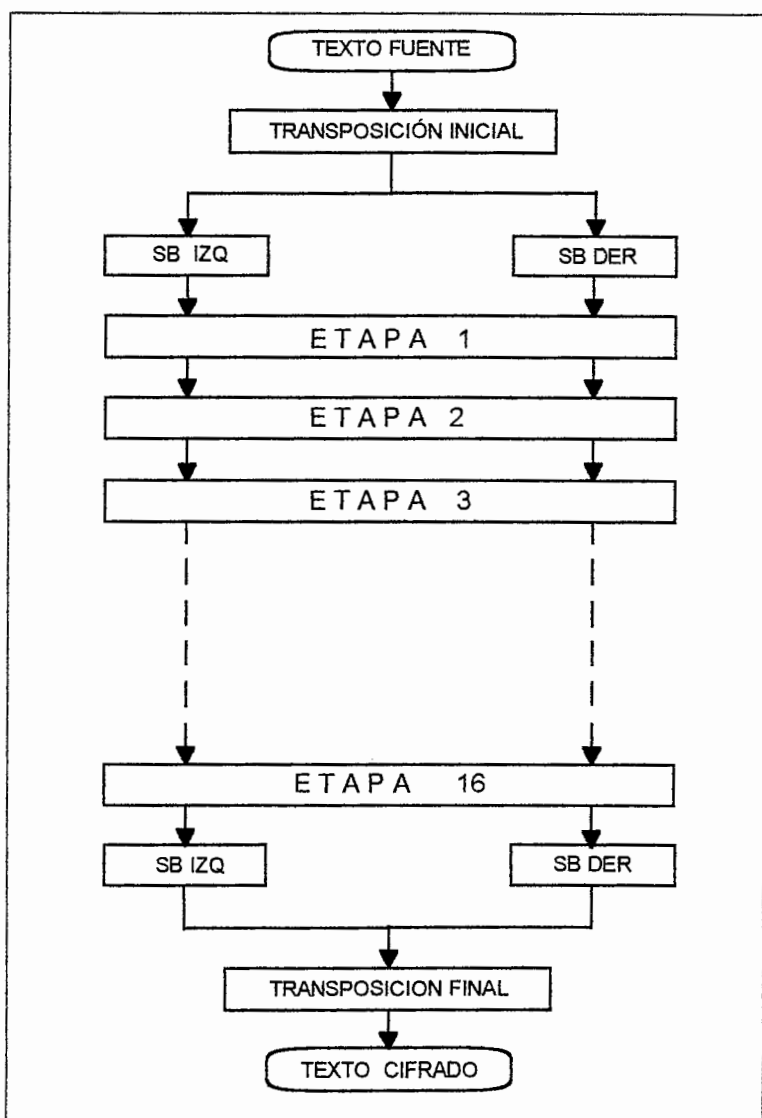 TEXTO FUENTE
TRANSPOSICIÓN INICIAL
SB IZQ
SB DER
ETAPA 1
ETAPA 2
ETAPA 3
ETAPA 16
SB IZQ
SB DER
TRANSPOSICION FINAL
TEXTO CIFRADO